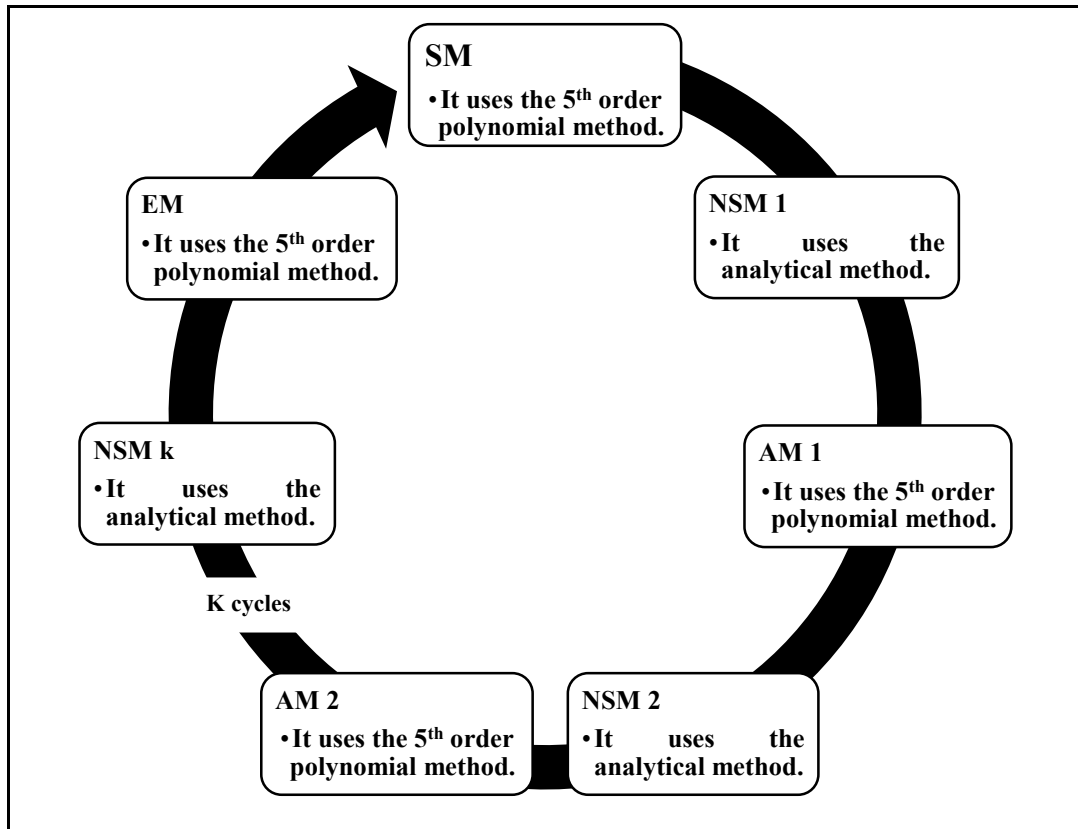 SM
• It uses the 5th order
polynomial method.
NSM 1
• It uses the
analytical method.
AM 1
• It uses the 5th order
polynomial method.
NSM 2
• It uses the
analytical method.
AM 2
• It uses the 5th order
polynomial method.
K cycles
NSM k
• It uses the
analytical method.
EM
• It uses the 5th order
polynomial method.